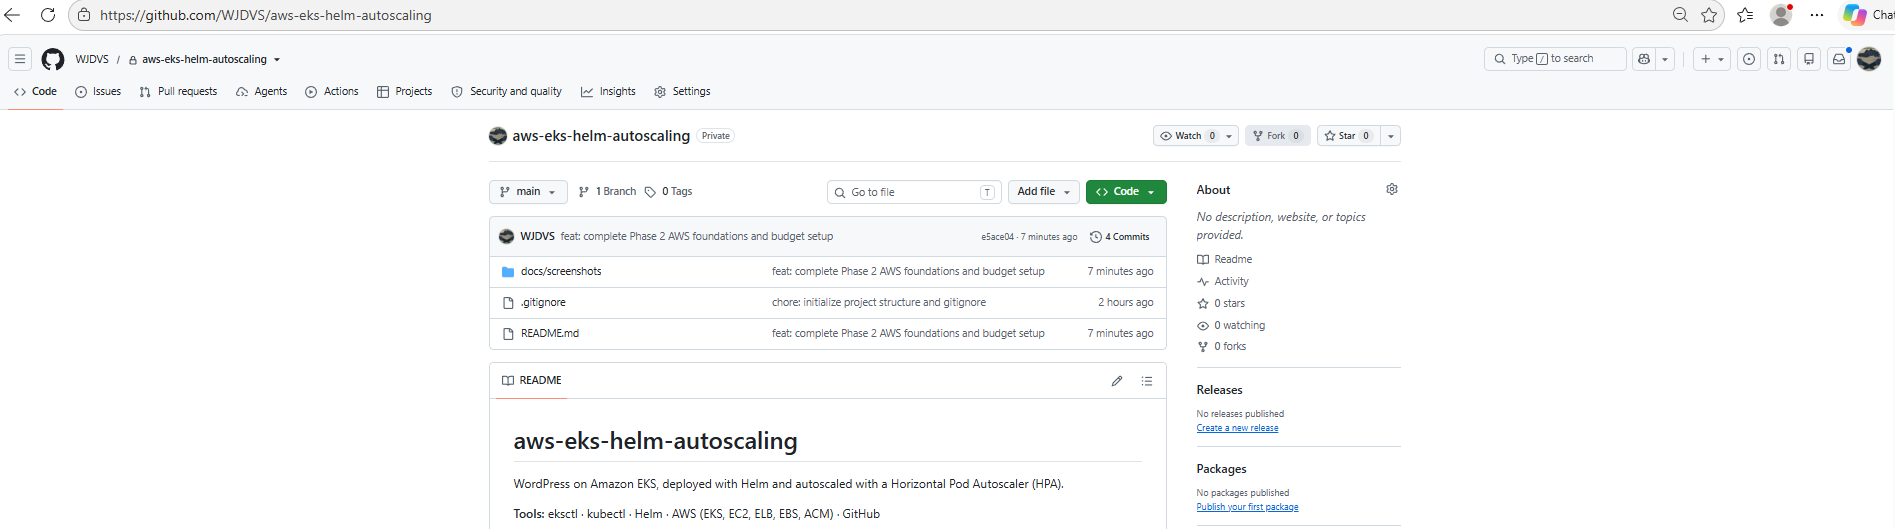 https://github.com/WJDVS/aws-eks-helm-autoscaling
Chat
WJDVS / aws-eks-helm-autoscaling
Type / to search
Code Issues Pull requests Agents Actions Projects Security and quality Insights Settings
aws-eks-helm-autoscaling Private
Watch 0 Fork 0 Star 0
main 1 Branch 0 Tags
Go to file T
Add file
Code
WJDVS feat: complete Phase 2 AWS foundations and budget setup e5ace04 · 7 minutes ago 4 Commits
docs/screenshots feat: complete Phase 2 AWS foundations and budget setup 7 minutes ago
.gitignore chore: initialize project structure and gitignore 2 hours ago
README.md feat: complete Phase 2 AWS foundations and budget setup 7 minutes ago
README
aws-eks-helm-autoscaling
WordPress on Amazon EKS, deployed with Helm and autoscaled with a Horizontal Pod Autoscaler (HPA).
Tools: eksctl · kubectl · Helm · AWS (EKS, EC2, ELB, EBS, ACM) · GitHub
About
No description, website, or topics
provided.
Readme
Activity
0 stars
0 watching
0 forks
Releases
No releases published
Create a new release
Packages
No packages published
Publish your first package